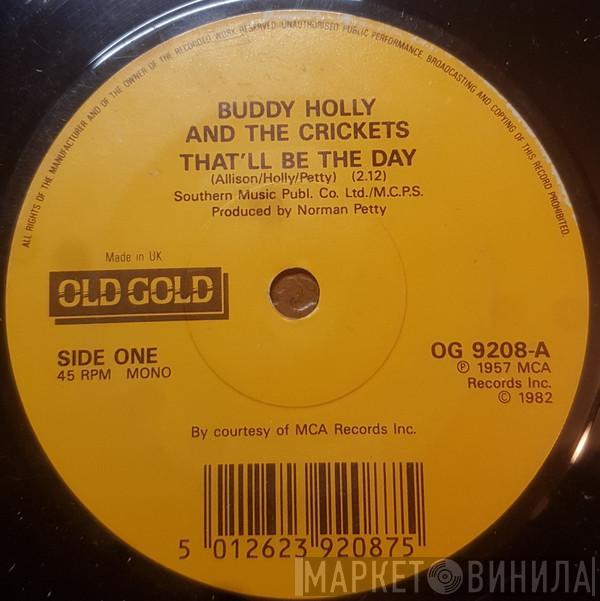 ALL RIGHTS OF THE MANUFACTURER AND OF THE OWNER OF THE RECORDED WORK RESERVED. UNAUTHORISED PUBLIC PERFORMANCE, BROADCASTING AND COPYING OF THIS RECORD PROHIBITED.
BUDDY HOLLY
AND THE CRICKETS
THAT'LL BE THE DAY
(Allison/Holly/Petty) (2.12)
Southern Music Publ. Co. Ltd./M.C.P.S.
Produced by Norman Petty
Made in UK
OLD GOLD
SIDE ONE
45 RPM MONO
OG 9208-A
℗ 1957 MCA
Records Inc.
© 1982
By courtesy of MCA Records Inc.
5 012623 920875
МАРКЕТ ВИНИЛА